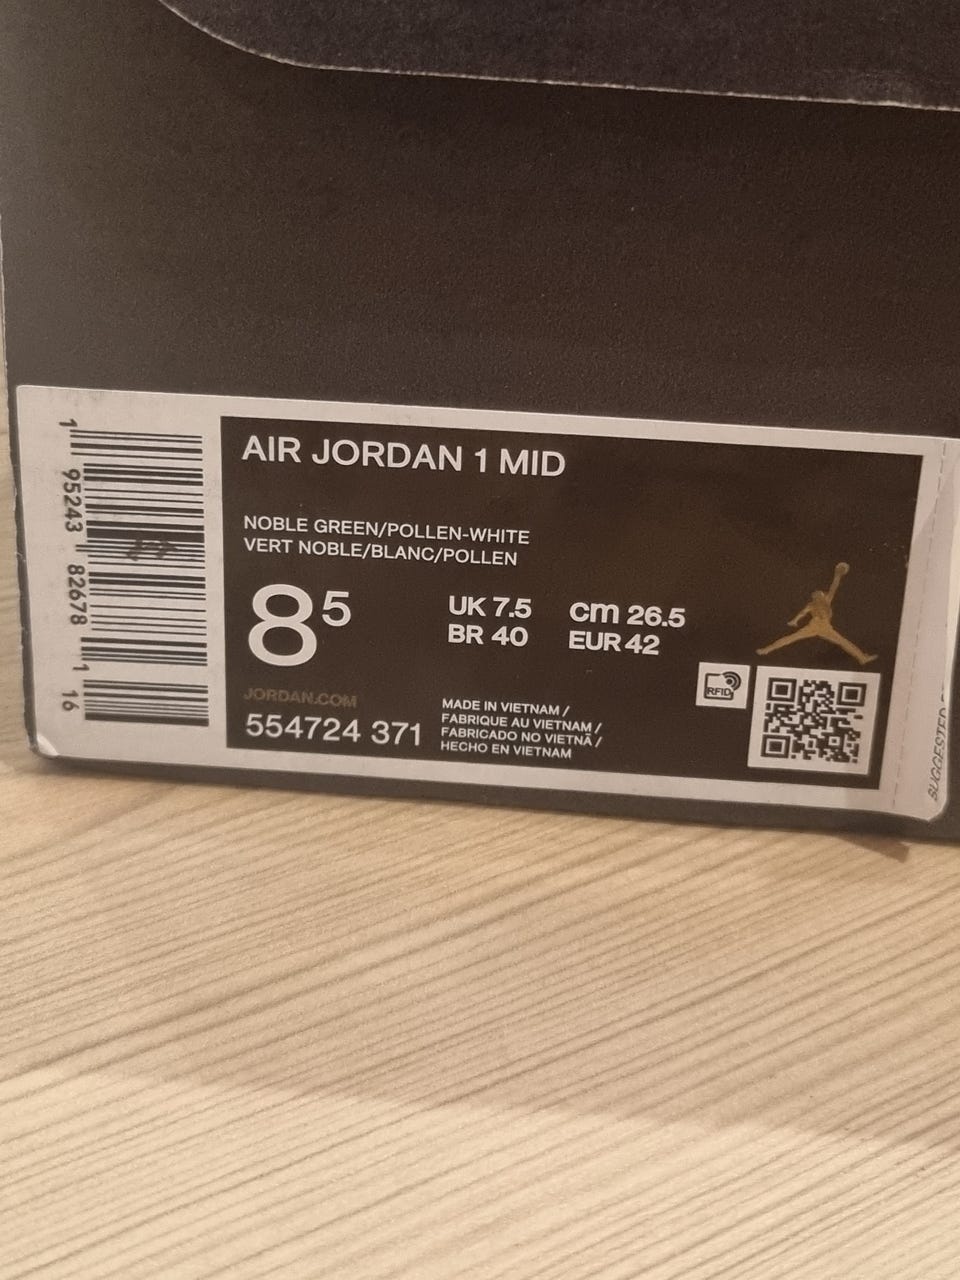 AIR JORDAN 1 MID
NOBLE GREEN/POLLEN-WHITE
VERT NOBLE/BLANC/POLLEN
8⁵
UK 7.5 cm 26.5
BR 40 EUR 42
JORDAN.COM
554724 371
MADE IN VIETNAM /
FABRIQUE AU VIETNAM /
FABRICADO NO VIETNÃ /
HECHO EN VIETNAM
RFID
1 95243 82678 1 16
SUGGESTED